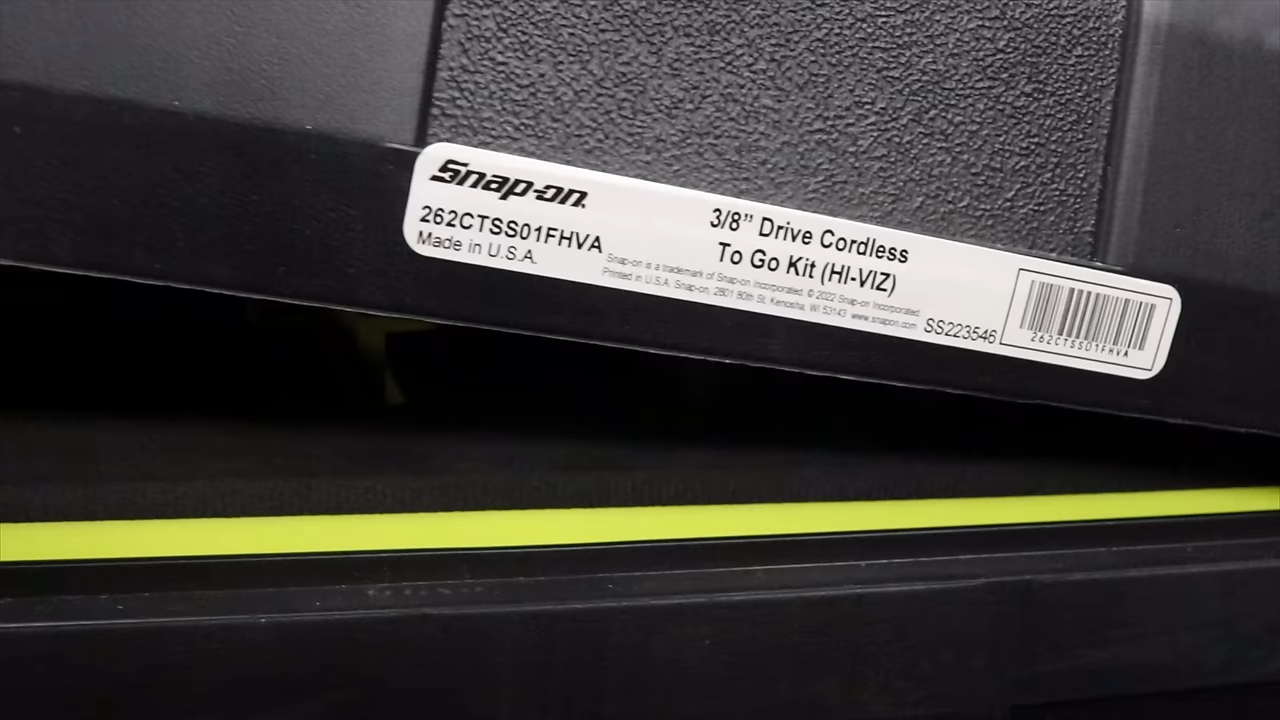 Snap-on
262CTSS01FHVA
Made in U.S.A.
3/8” Drive Cordless
To Go Kit (HI-VIZ)
Snap-on is a trademark of Snap-on Incorporated. © 2022 Snap-on Incorporated.
Printed in U.S.A. Snap-on, 2801 80th St. Kenosha, WI 53143 www.snapon.com
SS223546
262CTSS01FHVA